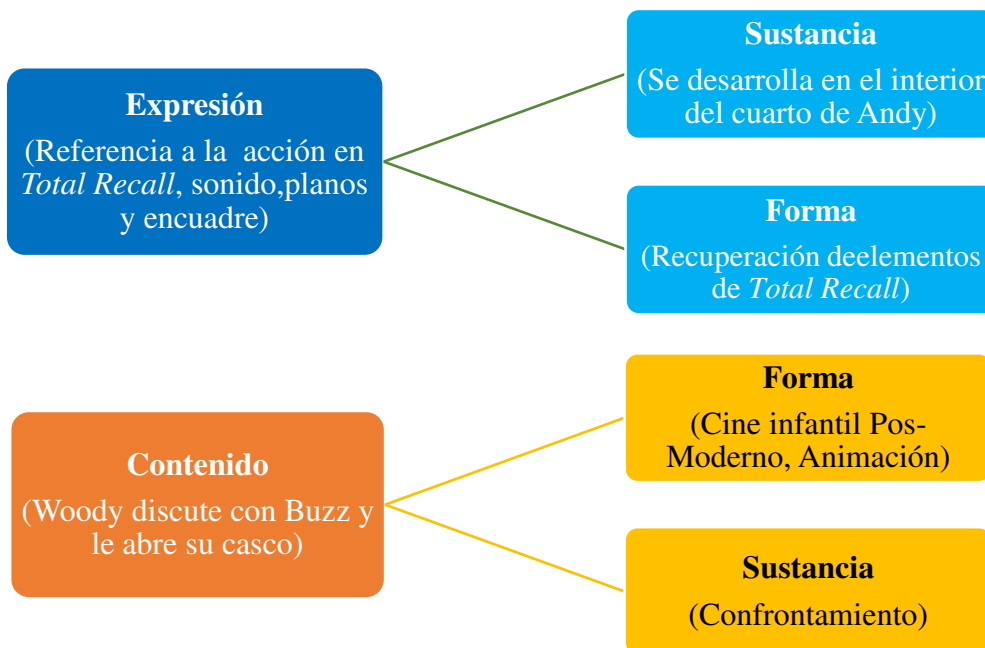 Expresión
(Referencia a la acción en
Total Recall, sonido,planos
y encuadre)
Sustancia
(Se desarrolla en el interior
del cuarto de Andy)
Forma
(Recuperación deelementos
de Total Recall)
Contenido
(Woody discute con Buzz y
le abre su casco)
Forma
(Cine infantil Pos-
Moderno, Animación)
Sustancia
(Confrontamiento)